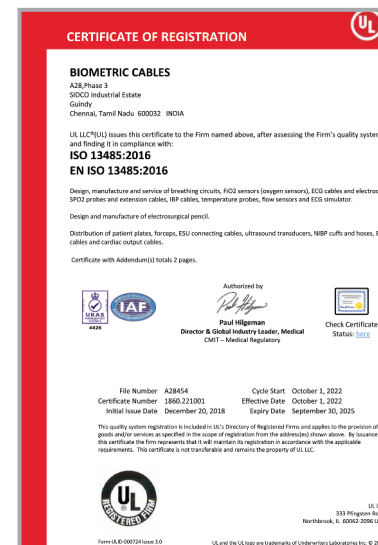 CERTIFICATE OF REGISTRATION
UL
BIOMETRIC CABLES
A28,Phase 3
SIDCO Industrial Estate
Guindy
Chennai, Tamil Nadu 600032 INDIA
UL LLC®(UL) issues this certificate to the Firm named above, after assessing the Firm's quality system
and finding it in compliance with:
ISO 13485:2016
EN ISO 13485:2016
Design, manufacture and service of breathing circuits, FiO2 sensors (oxygen sensors), ECG cables and
SPO2 probes and extension cables, IBP cables, temperature probes, flow sensors and ECG simulator.
Design and manufacture of electrosurgical pencil.
Distribution of patient plates, forceps, ESU connecting cables, ultrasound transducers, NIBP cuffs and hoses,
cables and cardiac output cables.
Certificate with Addendum(s) totals 2 pages.
Authorized by
UKAS
4426
IAF
Paul Hilgeman
Paul Hilgeman
Director & Global Industry Leader, Medical
CMIT – Medical Regulatory
Check Certificate
Status: here
File Number A28454 Cycle Start October 1, 2022
Certificate Number 1860.221001 Effective Date October 1, 2022
Initial Issue Date December 20, 2018 Expiry Date September 30, 2025
This quality system registration is included in UL's Directory of Registered Firms and applies to the provision of
goods and/or services as specified in the scope of registration from the address(es) shown above. By issuance
this certificate the firm represents that it will maintain its registration in accordance with the applicable
requirements. This certificate is not transferable and remains the property of UL LLC.
UL
REGISTERED FIRM
UL
333 Pfingsten
Northbrook, IL 60062-2096
Form-ULID-000724 Issue 3.0
UL and the UL logo are trademarks of Underwriters Laboratories Inc. ©